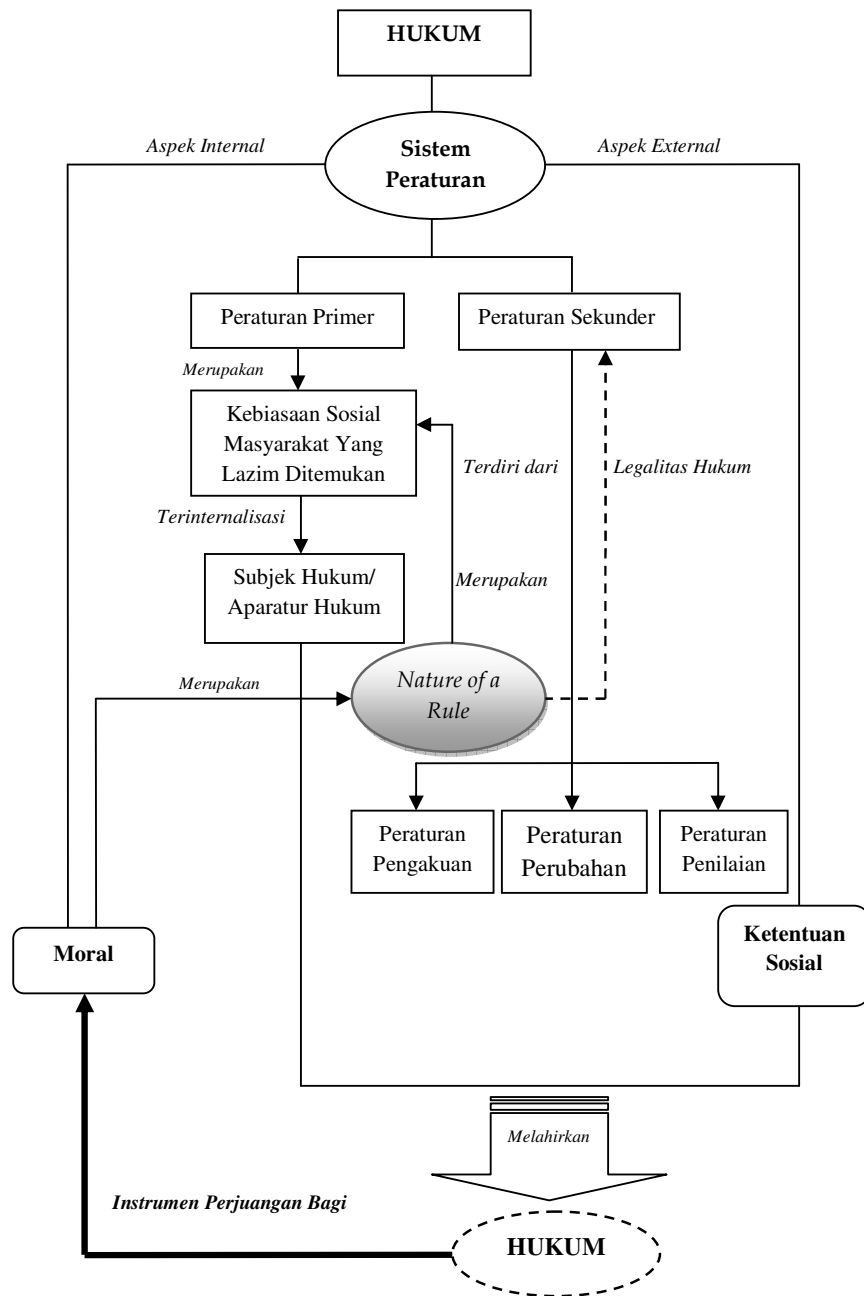 HUKUM
Aspek Internal
Aspek External
Sistem
Peraturan
Peraturan Primer
Peraturan Sekunder
Merupakan
Kebiasaan Sosial
Masyarakat Yang
Lazim Ditemukan
Terdiri dari
Legalitas Hukum
Terinternalisasi
Subjek Hukum/
Aparatur Hukum
Merupakan
Merupakan
Nature of a
Rule
Peraturan
Pengakuan
Peraturan
Perubahan
Peraturan
Penilaian
Moral
Ketentuan
Sosial
Melahirkan
Instrumen Perjuangan Bagi
HUKUM